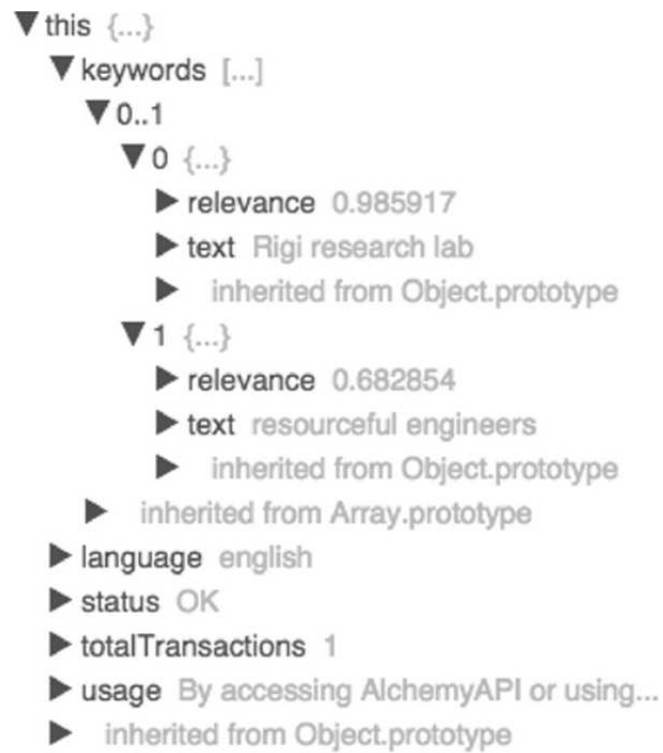 this {...}
keywords [...]
0..1
0 {...}
relevance 0.985917
text Rigi research lab
inherited from Object.prototype
1 {...}
relevance 0.682854
text resourceful engineers
inherited from Object.prototype
inherited from Array.prototype
language english
status OK
totalTransactions 1
usage By accessing AlchemyAPI or using...
inherited from Object.prototype